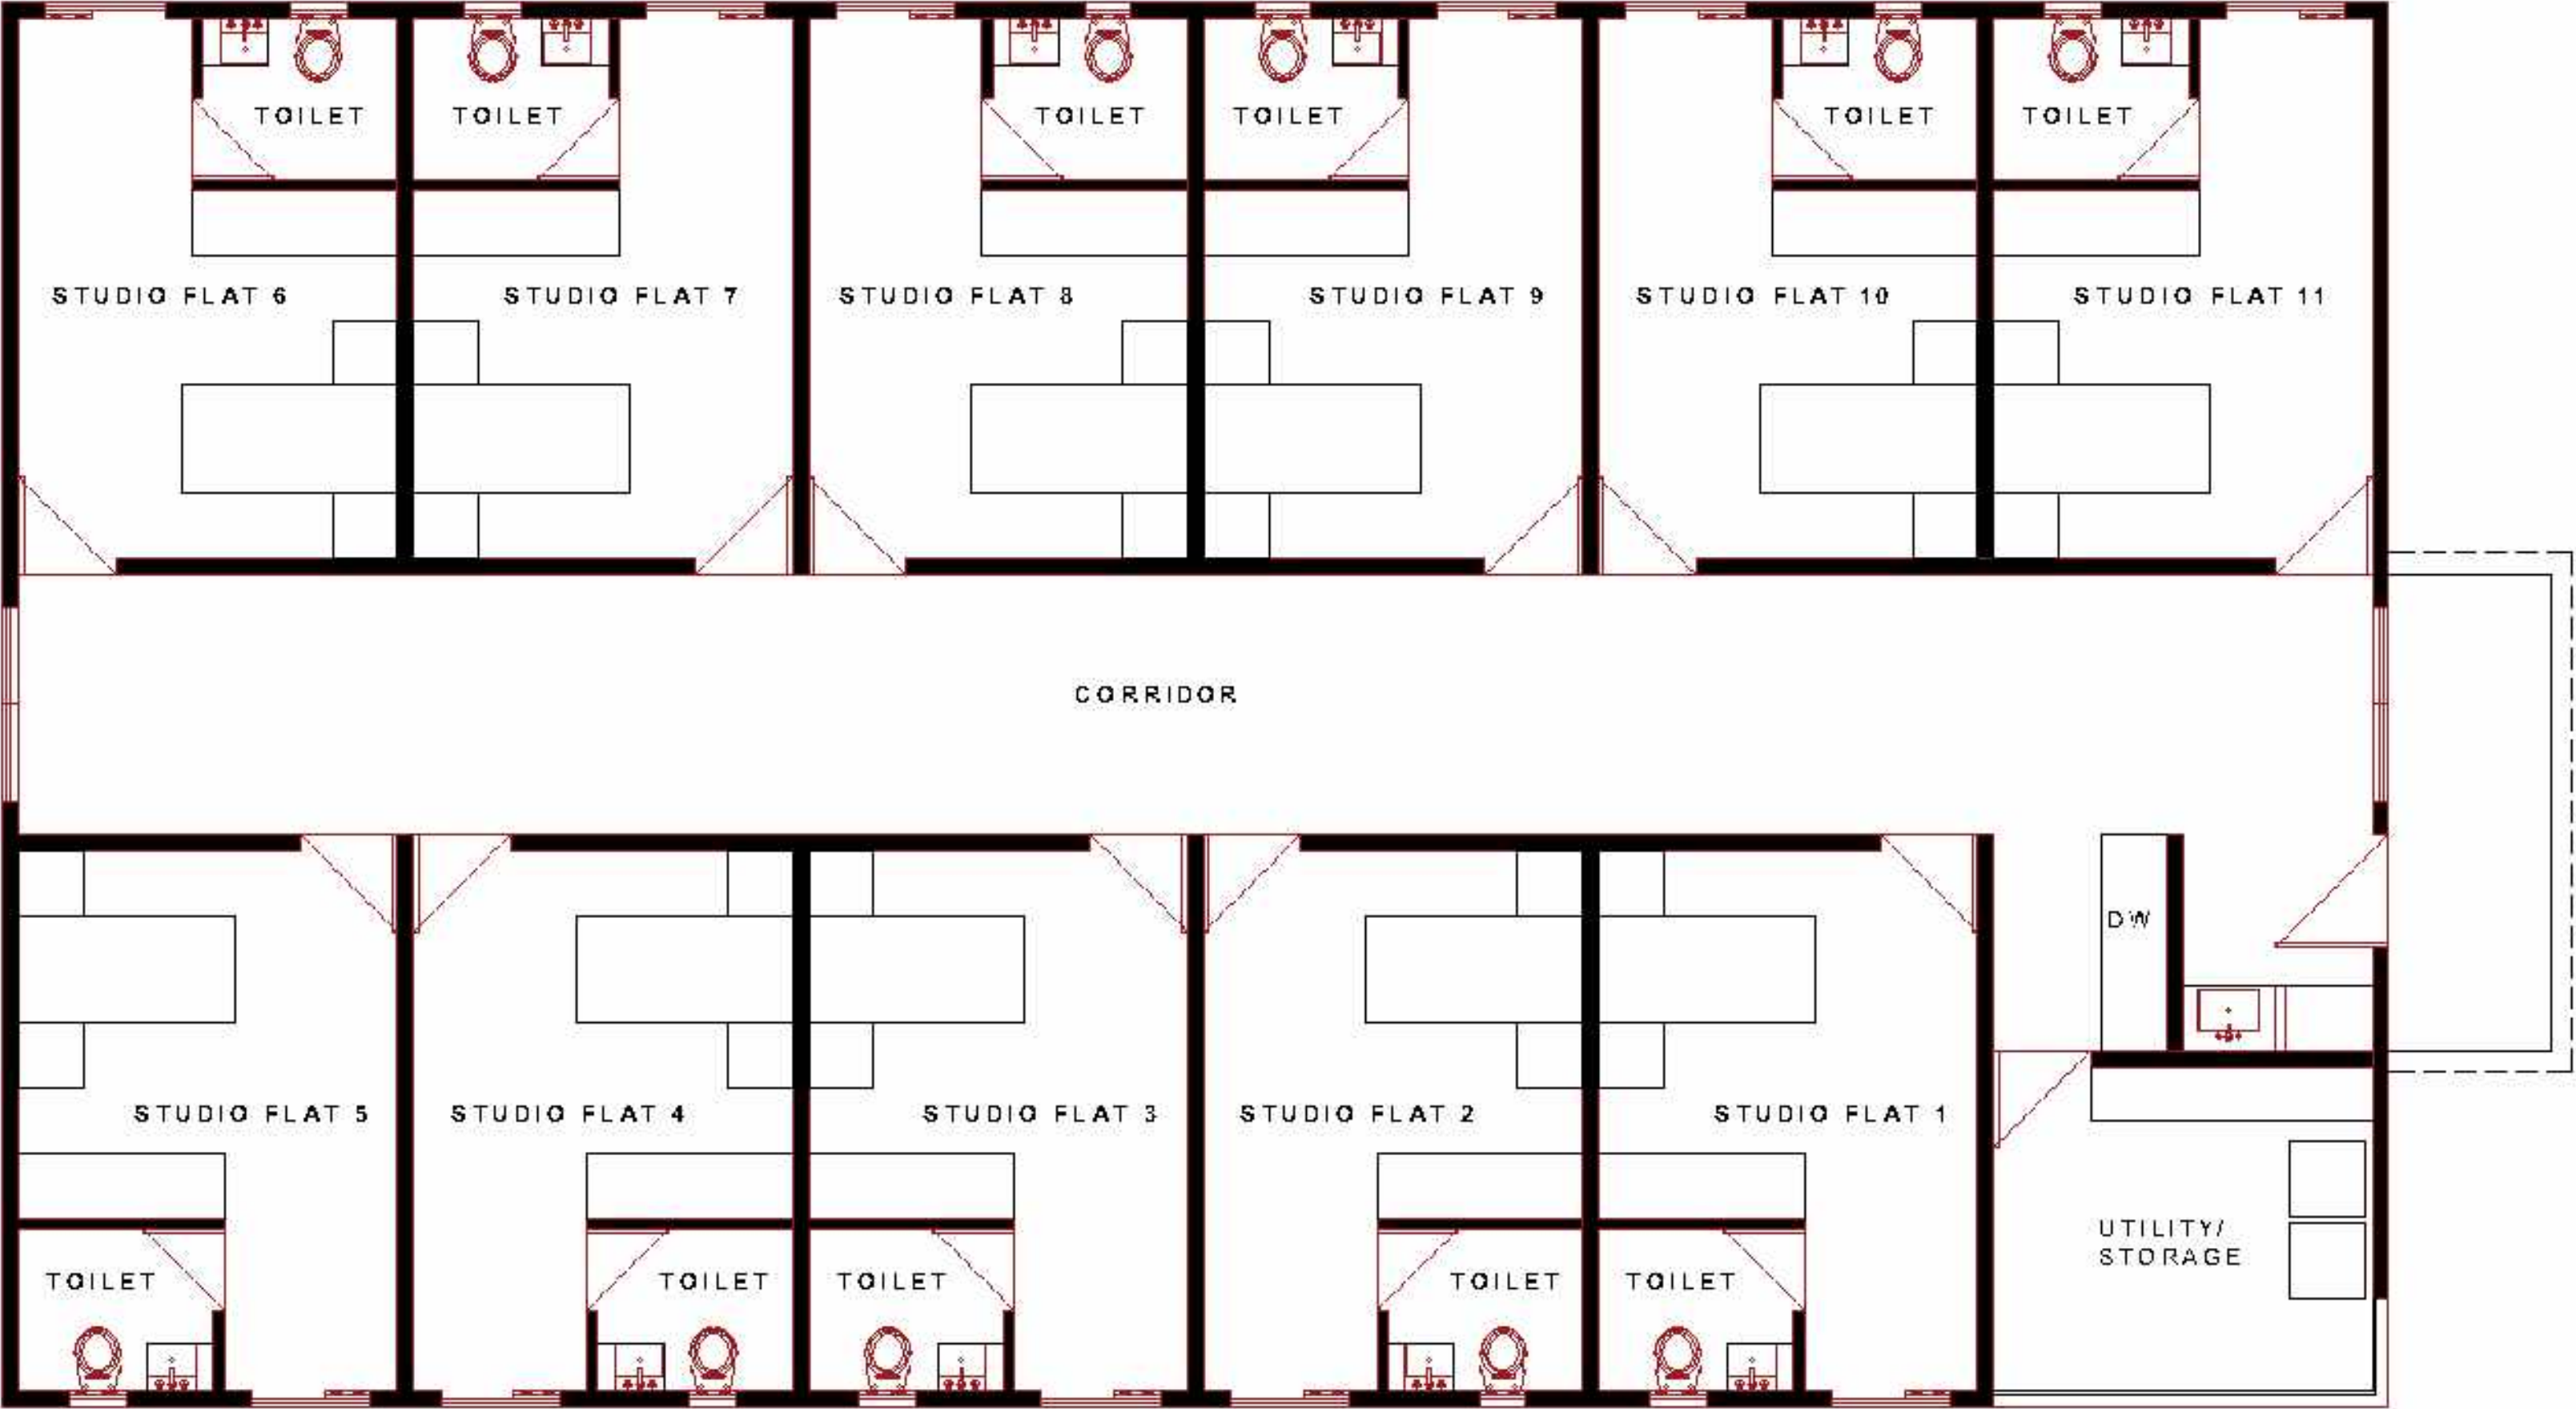 TOILET
TOILET
TOILET
TOILET
TOILET
TOILET
STUDIO FLAT 6
STUDIO FLAT 7
STUDIO FLAT 8
STUDIO FLAT 9
STUDIO FLAT 10
STUDIO FLAT 11
CORRIDOR
DW
STUDIO FLAT 5
STUDIO FLAT 4
STUDIO FLAT 3
STUDIO FLAT 2
STUDIO FLAT 1
UTILITY/
STORAGE
TOILET
TOILET
TOILET
TOILET
TOILET